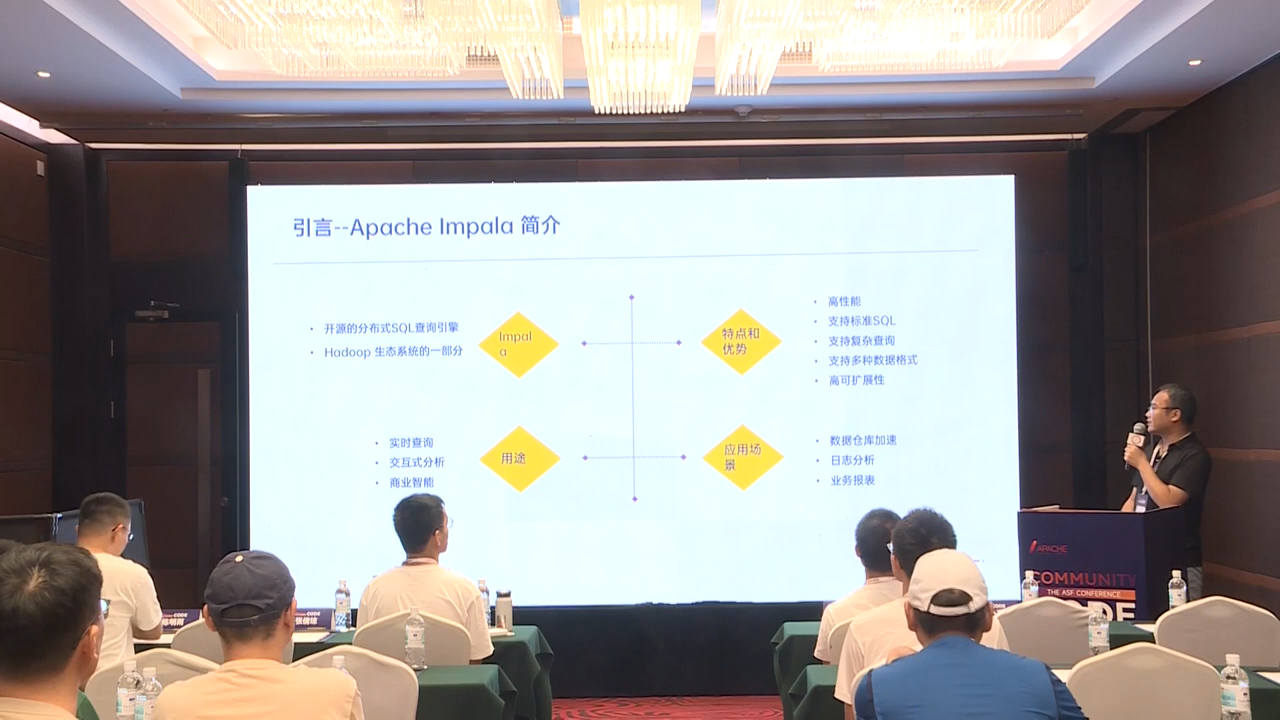 引言--Apache Impala 简介
• 开源的分布式SQL查询引擎
• Hadoop 生态系统的一部分
Impal
a
特点和
优势
• 高性能
• 支持标准SQL
• 支持复杂查询
• 支持多种数据格式
• 高可扩展性
• 实时查询
• 交互式分析
• 商业智能
用途
应用场
景
• 数据仓库加速
• 日志分析
• 业务报表
APACHE
COMMUNITY
THE ASF CONFERENCE
CODE
CODE